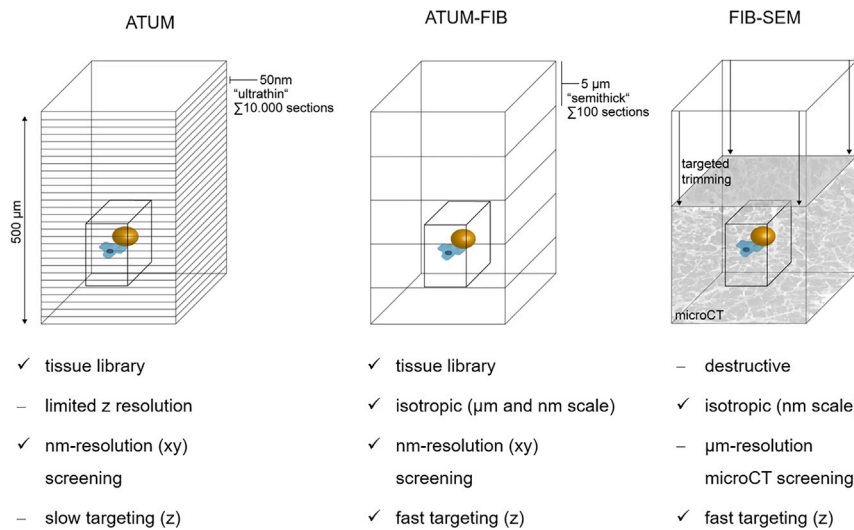 ATUM
ATUM-FIB
FIB-SEM
50nm
"ultrathin"
∑10.000 sections
500 µm
5 µm
"semithick"
∑100 sections
targeted
trimming
microCT
✓ tissue library
– limited z resolution
✓ nm-resolution (xy)
screening
– slow targeting (z)
✓ tissue library
✓ isotropic (µm and nm scale)
✓ nm-resolution (xy)
screening
✓ fast targeting (z)
– destructive
✓ isotropic (nm scale
– µm-resolution
microCT screening
✓ fast targeting (z)